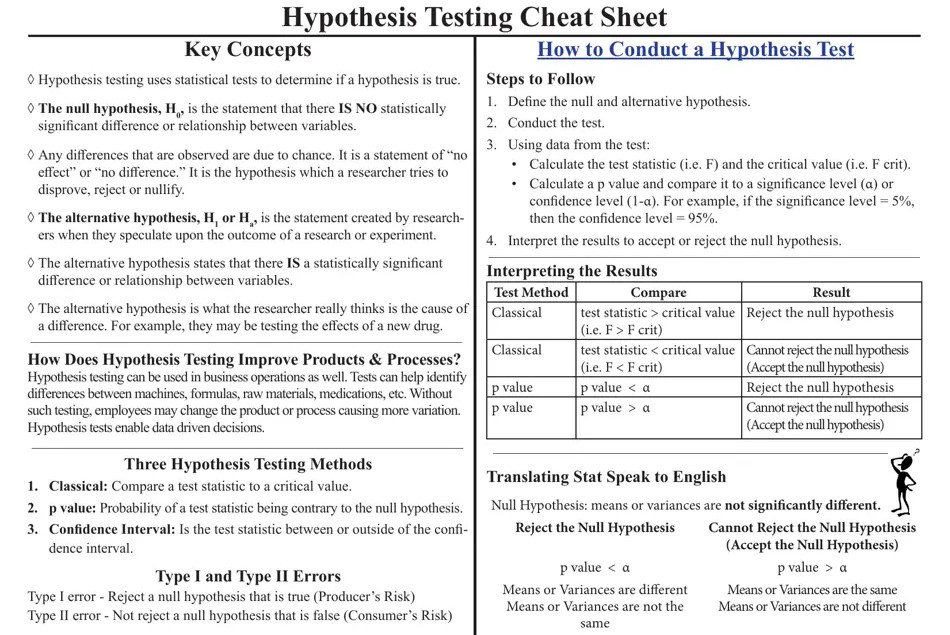 Hypothesis Testing Cheat Sheet
Key Concepts
◊ Hypothesis testing uses statistical tests to determine if a hypothesis is true.
◊ The null hypothesis, H0, is the statement that there IS NO statistically
significant difference or relationship between variables.
◊ Any differences that are observed are due to chance. It is a statement of “no
effect” or “no difference.” It is the hypothesis which a researcher tries to
disprove, reject or nullify.
◊ The alternative hypothesis, H1 or Ha, is the statement created by research-
ers when they speculate upon the outcome of a research or experiment.
◊ The alternative hypothesis states that there IS a statistically significant
difference or relationship between variables.
◊ The alternative hypothesis is what the researcher really thinks is the cause of
a difference. For example, they may be testing the effects of a new drug.
How Does Hypothesis Testing Improve Products & Processes?
Hypothesis testing can be used in business operations as well. Tests can help identify
differences between machines, formulas, raw materials, medications, etc. Without
such testing, employees may change the product or process causing more variation.
Hypothesis tests enable data driven decisions.
Three Hypothesis Testing Methods
1. Classical: Compare a test statistic to a critical value.
2. p value: Probability of a test statistic being contrary to the null hypothesis.
3. Confidence Interval: Is the test statistic between or outside of the confi-
dence interval.
Type I and Type II Errors
Type I error - Reject a null hypothesis that is true (Producer’s Risk)
Type II error - Not reject a null hypothesis that is false (Consumer’s Risk)
How to Conduct a Hypothesis Test
Steps to Follow
1. Define the null and alternative hypothesis.
2. Conduct the test.
3. Using data from the test:
• Calculate the test statistic (i.e. F) and the critical value (i.e. F crit).
• Calculate a p value and compare it to a significance level (α) or
confidence level (1-α). For example, if the significance level = 5%,
then the confidence level = 95%.
4. Interpret the results to accept or reject the null hypothesis.
Interpreting the Results
Test Method Compare Result
Classical test statistic > critical value Reject the null hypothesis
(i.e. F > F crit)
Classical test statistic < critical value Cannot reject the null hypothesis
(i.e. F < F crit) (Accept the null hypothesis)
p value p value < α Reject the null hypothesis
p value p value > α Cannot reject the null hypothesis
(Accept the null hypothesis)
?
Translating Stat Speak to English
Null Hypothesis: means or variances are not significantly different.
Reject the Null Hypothesis Cannot Reject the Null Hypothesis
(Accept the Null Hypothesis)
p value < α p value > α
Means or Variances are different Means or Variances are the same
Means or Variances are not the Means or Variances are not different
same